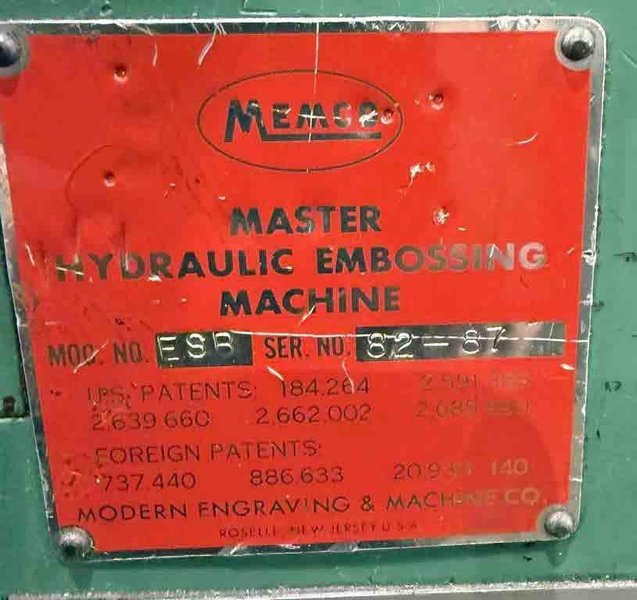 MEMCO
MASTER
HYDRAULIC EMBOSSING
MACHINE
MOD. NO. ESB SER. NO. 82-87
U.S. PATENTS: 184.264
2.639.660 2.662.002
FOREIGN PATENTS:
737.440 886.633
MODERN ENGRAVING & MACHINE CO.
ROSELLE, NEW JERSEY U.S.A.